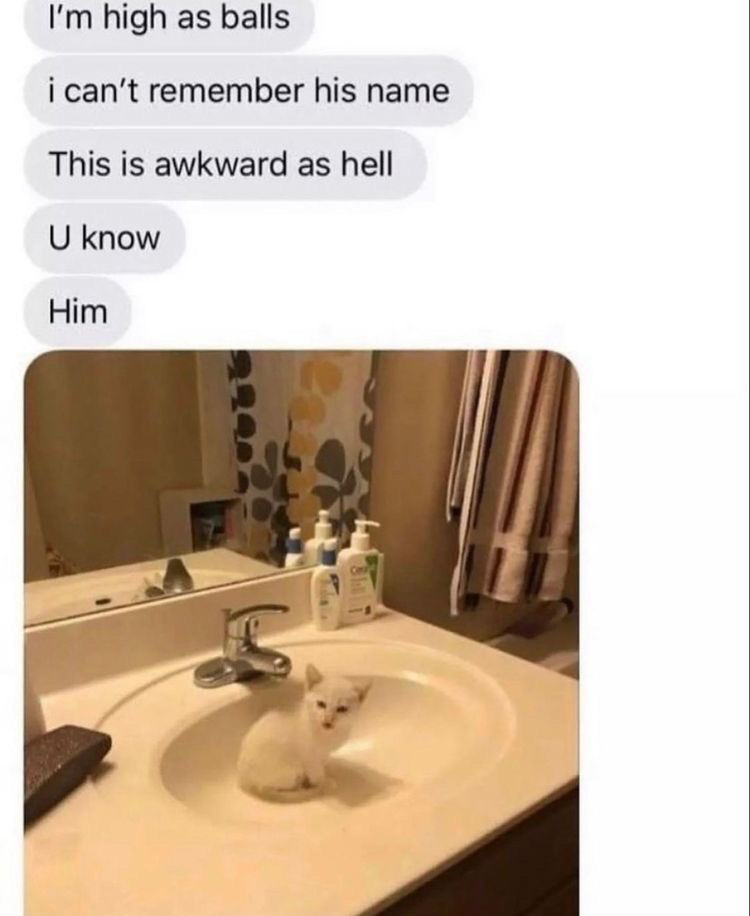 I'm high as balls
i can't remember his name
This is awkward as hell
U know
Him